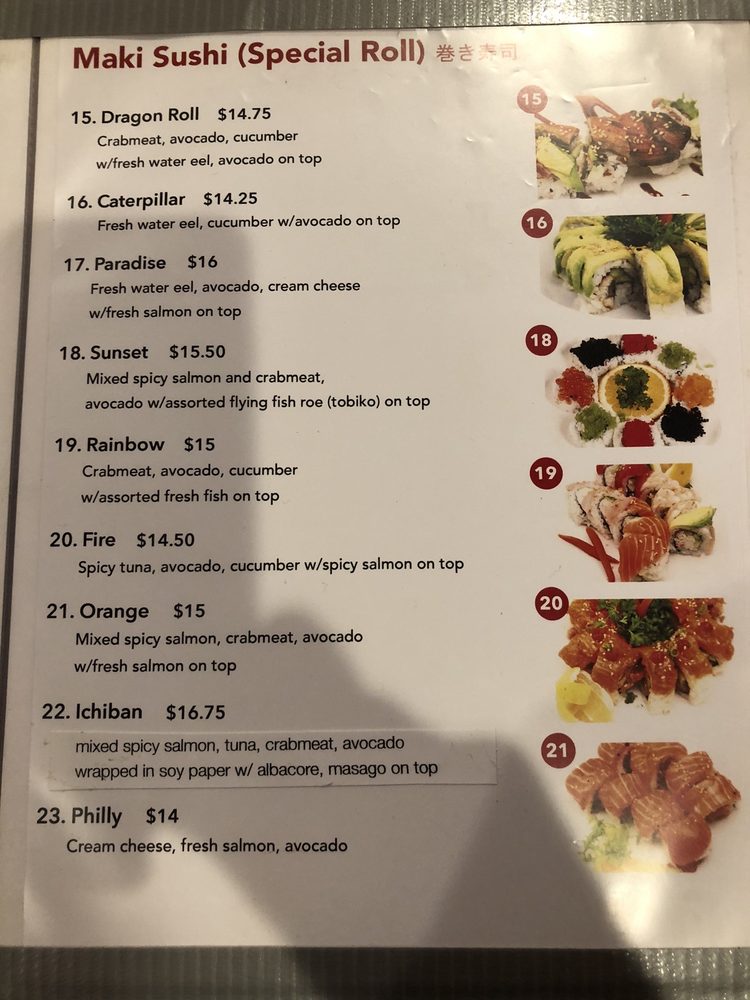 Maki Sushi (Special Roll) 巻き寿司
15. Dragon Roll $14.75
Crabmeat, avocado, cucumber
w/fresh water eel, avocado on top
16. Caterpillar $14.25
Fresh water eel, cucumber w/avocado on top
17. Paradise $16
Fresh water eel, avocado, cream cheese
w/fresh salmon on top
18. Sunset $15.50
Mixed spicy salmon and crabmeat,
avocado w/assorted flying fish roe (tobiko) on top
19. Rainbow $15
Crabmeat, avocado, cucumber
w/assorted fresh fish on top
20. Fire $14.50
Spicy tuna, avocado, cucumber w/spicy salmon on top
21. Orange $15
Mixed spicy salmon, crabmeat, avocado
w/fresh salmon on top
22. Ichiban $16.75
mixed spicy salmon, tuna, crabmeat, avocado
wrapped in soy paper w/ albacore, masago on top
23. Philly $14
Cream cheese, fresh salmon, avocado
15
16
18
19
20
21